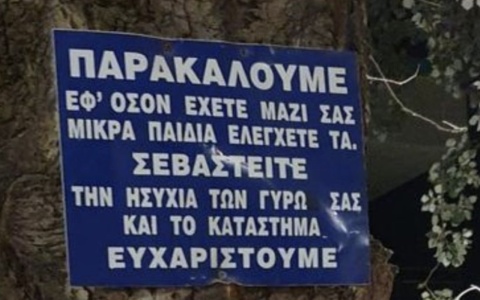 ΠΑΡΑΚΑΛΟΥΜΕ
ΕΦ' ΟΣΟΝ ΕΧΕΤΕ ΜΑΖΙ ΣΑΣ
ΜΙΚΡΑ ΠΑΙΔΙΑ ΕΛΕΓΧΕΤΕ ΤΑ.
ΣΕΒΑΣΤΕΙΤΕ
ΤΗΝ ΗΣΥΧΙΑ ΤΩΝ ΓΥΡΩ ΣΑΣ
ΚΑΙ ΤΟ ΚΑΤΑΣΤΗΜΑ
ΕΥΧΑΡΙΣΤΟΥΜΕ